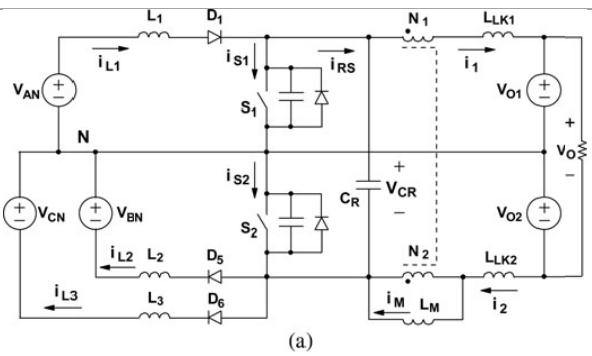 L1 D1 N1 LLK1
iL1 iS1 iRS i1
VAN S1 VO1 +
N VO
iS2 + −
VCN VBN CR VCR VO2
S2 −
iL2 L2 D5 N2 LLK2
iL3 L3 D6 iM LM i2
(a)